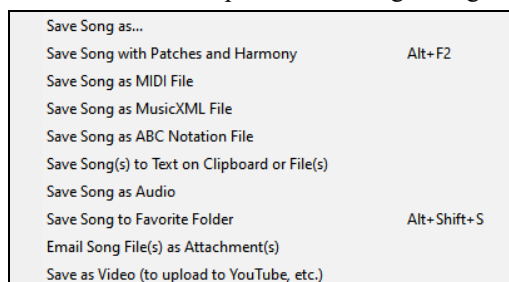 Save Song as...
Save Song with Patches and Harmony Alt+F2
Save Song as MIDI File
Save Song as MusicXML File
Save Song as ABC Notation File
Save Song(s) to Text on Clipboard or File(s)
Save Song as Audio
Save Song to Favorite Folder Alt+Shift+S
Email Song File(s) as Attachment(s)
Save as Video (to upload to YouTube, etc.)